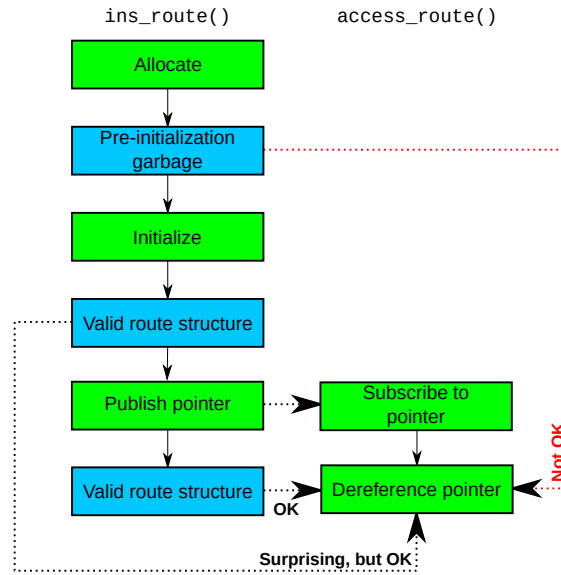 ins_route()
access_route()
Allocate
Pre-initialization
garbage
Initialize
Valid route structure
Publish pointer
Subscribe to
pointer
Not OK
Valid route structure
OK
Dereference pointer
Surprising, but OK